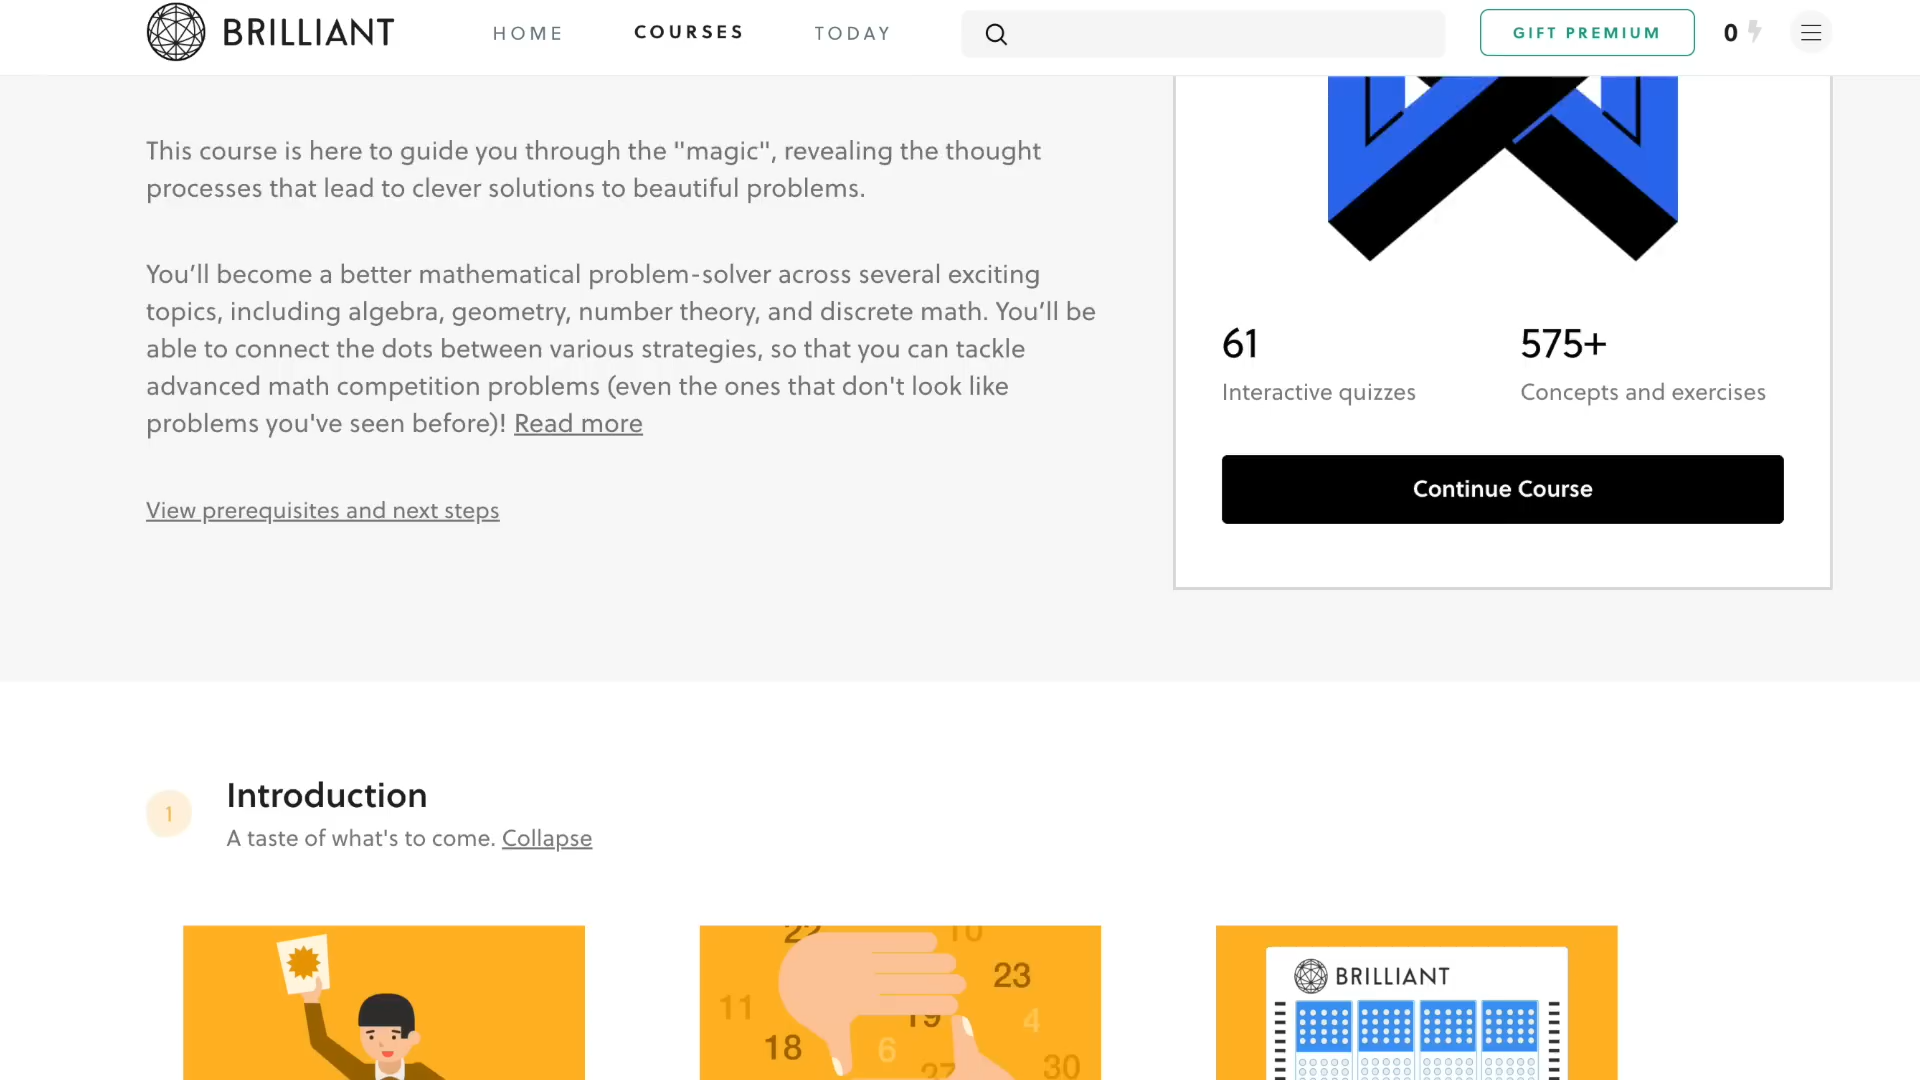 BRILLIANT HOME COURSES TODAY GIFT PREMIUM 0
This course is here to guide you through the "magic", revealing the thought
processes that lead to clever solutions to beautiful problems.
You’ll become a better mathematical problem-solver across several exciting
topics, including algebra, geometry, number theory, and discrete math. You’ll be
able to connect the dots between various strategies, so that you can tackle
advanced math competition problems (even the ones that don't look like
problems you've seen before)! Read more
View prerequisites and next steps
61
Interactive quizzes
575+
Concepts and exercises
Continue Course
1
Introduction
A taste of what's to come. Collapse
23
11
19
4
18
6
30
BRILLIANT